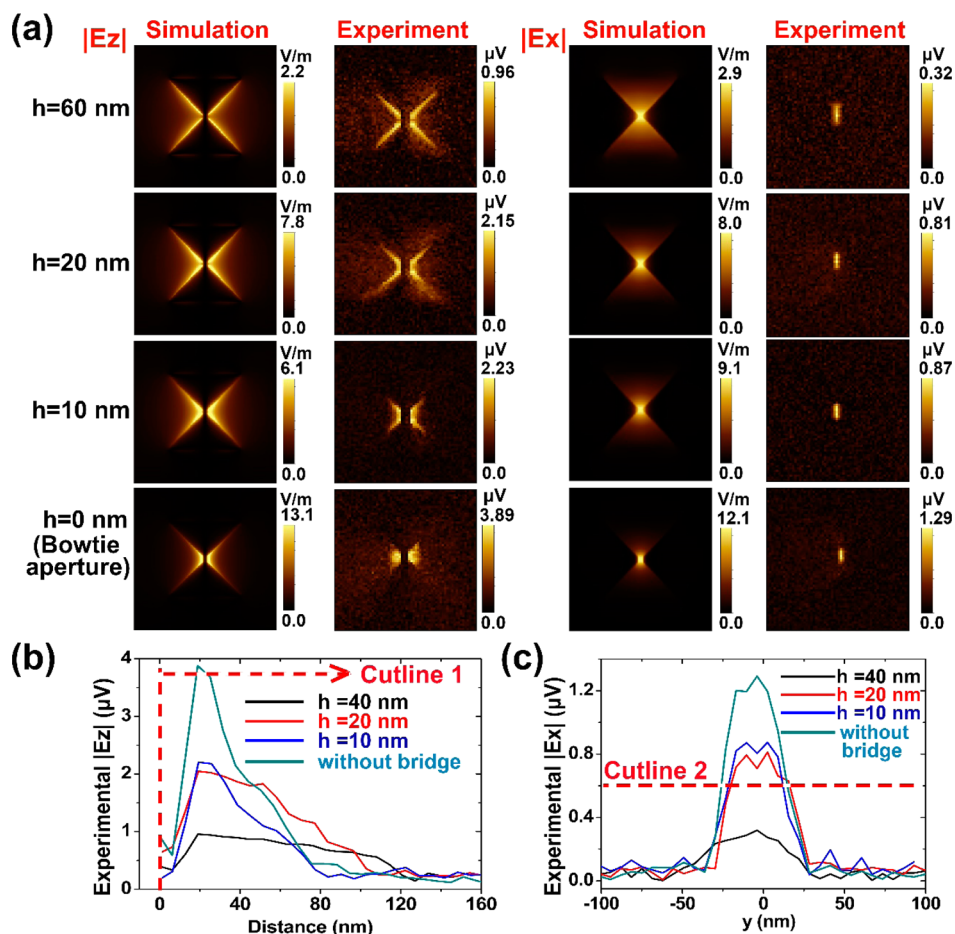 (a)
|Ez| Simulation Experiment |Ex| Simulation Experiment
V/m μV V/m μV
2.2 0.96 2.9 0.32
h=60 nm
0.0 0.0 0.0 0.0
V/m μV V/m μV
7.8 2.15 8.0 0.81
h=20 nm
0.0 0.0 0.0 0.0
V/m μV V/m μV
6.1 2.23 9.1 0.87
h=10 nm
0.0 0.0 0.0 0.0
V/m μV V/m μV
13.1 3.89 12.1 1.29
h=0 nm
(Bowtie
aperture)
0.0 0.0 0.0 0.0
(b)
Experimental |Ez| (μV)
4
3
2
1
0
Cutline 1
h =40 nm
h =20 nm
h =10 nm
without bridge
0 40 80 120 160
Distance (nm)
(c)
Experimental |Ex| (μV)
1.2
0.8
0.4
0.0
h =40 nm
h =20 nm
h =10 nm
without
bridge
Cutline 2
-100 -50 0 50 100
y (nm)